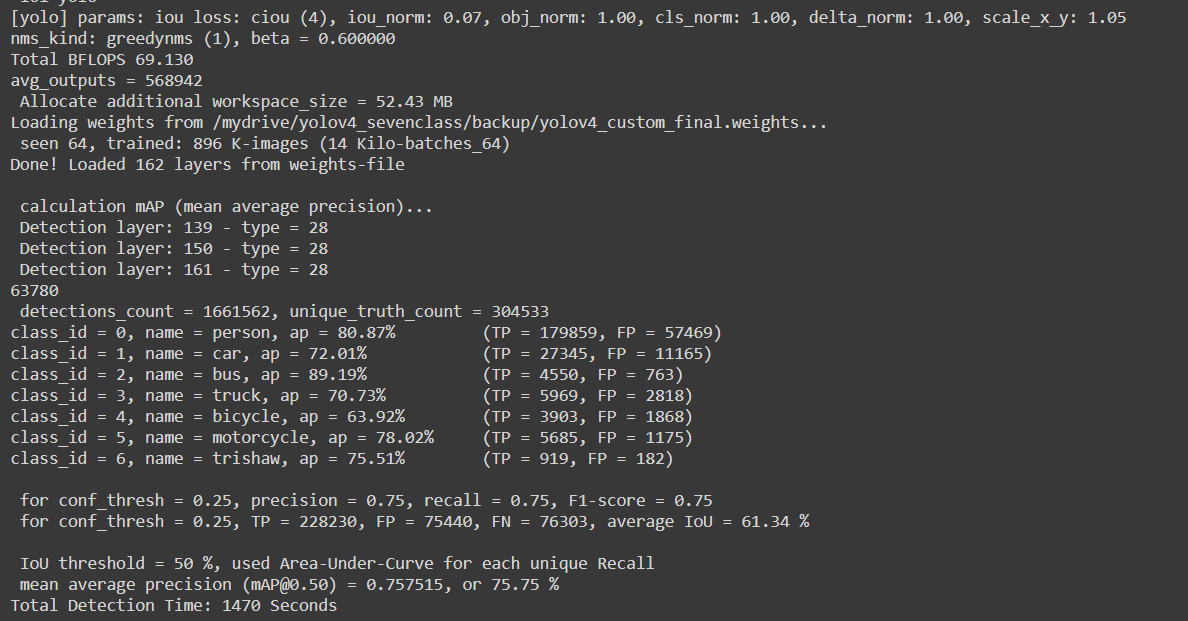 [yolo] params: iou loss: ciou (4), iou_norm: 0.07, obj_norm: 1.00, cls_norm: 1.00, delta_norm: 1.00, scale_x_y: 1.05
nms_kind: greedynms (1), beta = 0.600000
Total BFLOPS 69.130
avg_outputs = 568942
 Allocate additional workspace_size = 52.43 MB
Loading weights from /mydrive/yolov4_sevenclass/backup/yolov4_custom_final.weights...
 seen 64, trained: 896 K-images (14 Kilo-batches_64)
Done! Loaded 162 layers from weights-file
 calculation mAP (mean average precision)...
 Detection layer: 139 - type = 28
 Detection layer: 150 - type = 28
 Detection layer: 161 - type = 28
63780
 detections_count = 1661562, unique_truth_count = 304533
class_id = 0, name = person, ap = 80.87%         (TP = 179859, FP = 57469)
class_id = 1, name = car, ap = 72.01%            (TP = 27345, FP = 11165)
class_id = 2, name = bus, ap = 89.19%            (TP = 4550, FP = 763)
class_id = 3, name = truck, ap = 70.73%          (TP = 5969, FP = 2818)
class_id = 4, name = bicycle, ap = 63.92%        (TP = 3903, FP = 1868)
class_id = 5, name = motorcycle, ap = 78.02%     (TP = 5685, FP = 1175)
class_id = 6, name = trishaw, ap = 75.51%        (TP = 919, FP = 182)
 for conf_thresh = 0.25, precision = 0.75, recall = 0.75, F1-score = 0.75
 for conf_thresh = 0.25, TP = 228230, FP = 75440, FN = 76303, average IoU = 61.34 %
 IoU threshold = 50 %, used Area-Under-Curve for each unique Recall
 mean average precision (mAP@0.50) = 0.757515, or 75.75 %
Total Detection Time: 1470 Seconds